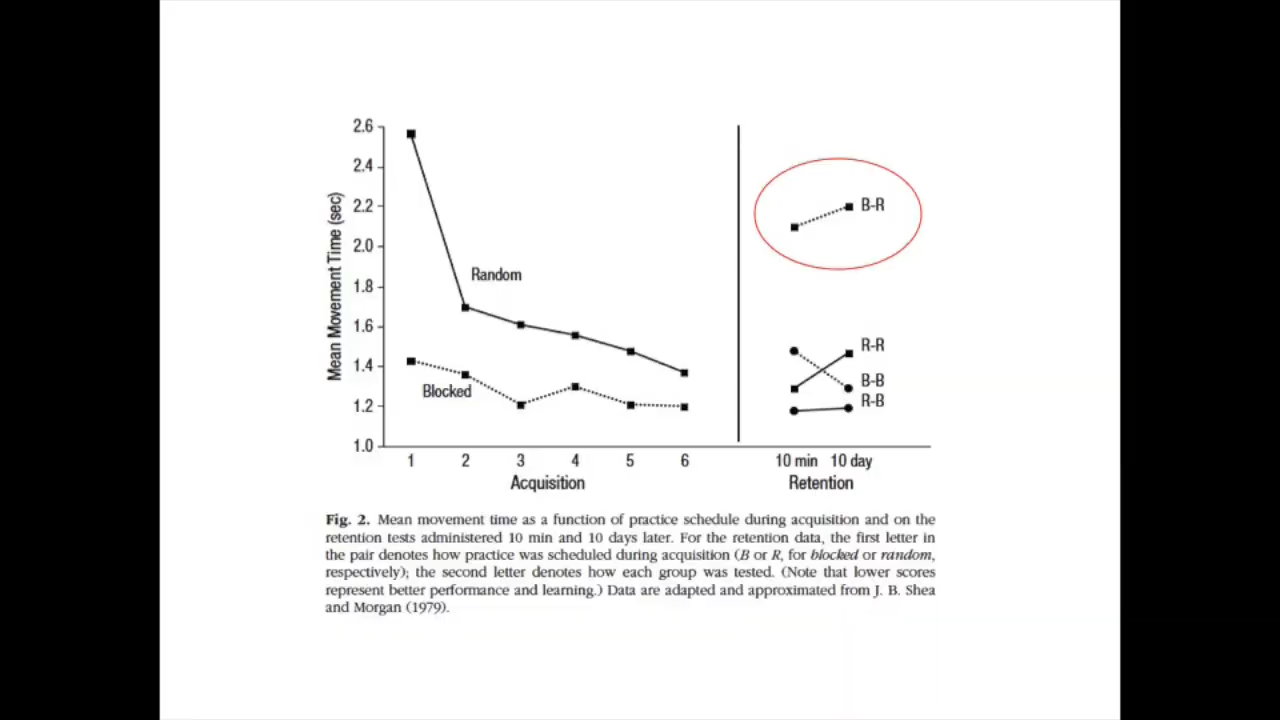 2.6
2.4
2.2
2.0
1.8
1.6
1.4
1.2
1.0
Mean Movement Time (sec)
Random
Blocked
B-R
R-R
B-B
R-B
1 2 3 4 5 6
Acquisition
10 min 10 day
Retention
Fig. 2. Mean movement time as a function of practice schedule during acquisition and on the
retention tests administered 10 min and 10 days later. For the retention data, the first letter in
the pair denotes how practice was scheduled during acquisition (B or R, for blocked or random,
respectively); the second letter denotes how each group was tested. (Note that lower scores
represent better performance and learning.) Data are adapted and approximated from J. B. Shea
and Morgan (1979).